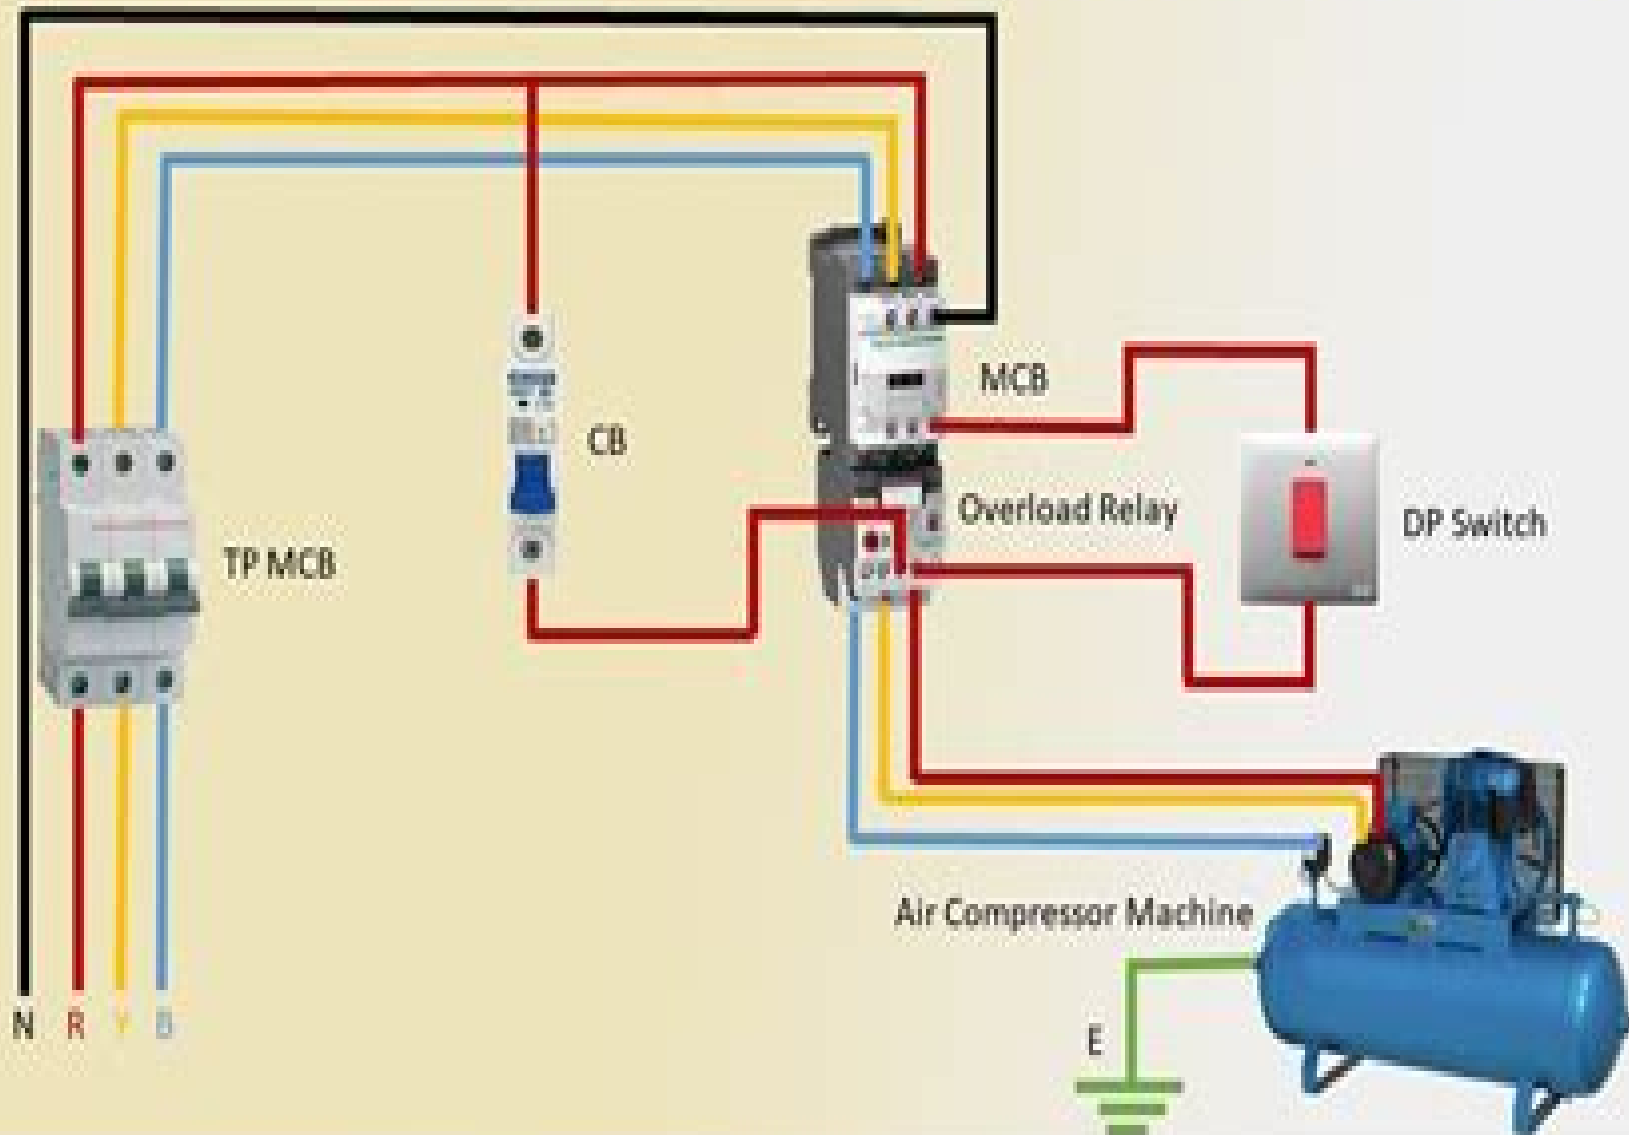 MCB
CB
Overload Relay
DP Switch
TP MCB
Air Compressor Machine
N R Y B
E